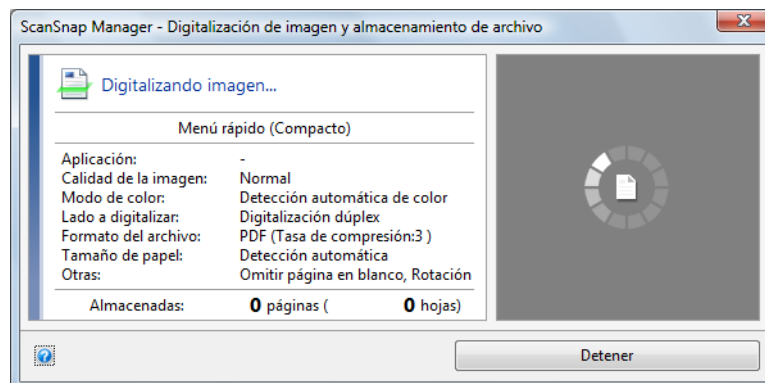 ScanSnap Manager - Digitalización de imagen y almacenamiento de archivo
Digitalizando imagen...
Menú rápido (Compacto)
Aplicación: -
Calidad de la imagen: Normal
Modo de color: Detección automática de color
Lado a digitalizar: Digitalización dúplex
Formato del archivo: PDF (Tasa de compresión:3 )
Tamaño de papel: Detección automática
Otras: Omitir página en blanco, Rotación
Almacenadas: 0 páginas ( 0 hojas)
Detener